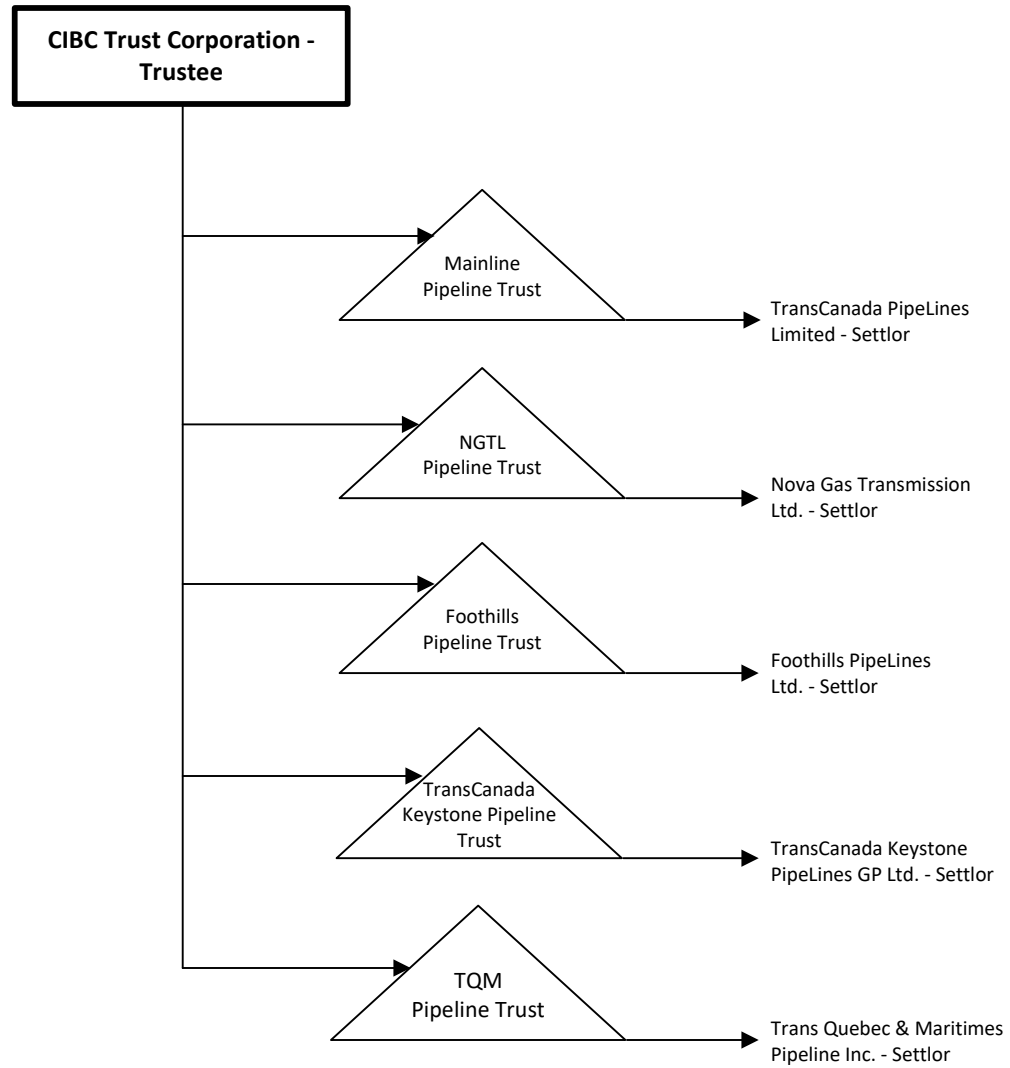 CIBC Trust Corporation -
Trustee
Mainline
Pipeline Trust
TransCanada PipeLines
Limited - Settlor
NGTL
Pipeline Trust
Nova Gas Transmission
Ltd. - Settlor
Foothills
Pipeline Trust
Foothills PipeLines
Ltd. - Settlor
TransCanada
Keystone Pipeline
Trust
TransCanada Keystone
PipeLines GP Ltd. - Settlor
TQM
Pipeline Trust
Trans Quebec & Maritimes
Pipeline Inc. - Settlor